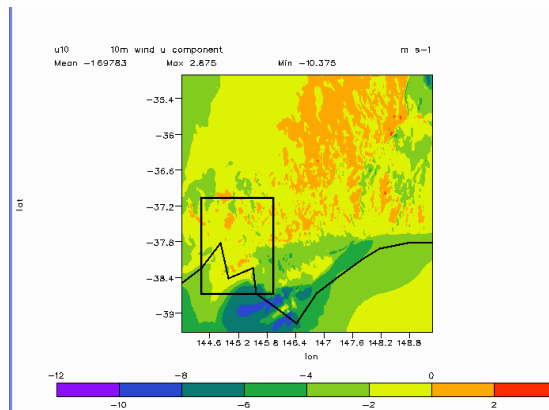 u10 10m wind u component m s-1
Mean -1.69783 Max 2.875 Min -10.375
-35.4
-36
-36.6
-37.2
lat
-37.8
-38.4
-39
144.6 145.2 145.8 146.4 147 147.6 148.2 148.8
lon
-12 -8 -4 0
-10 -6 -2 2